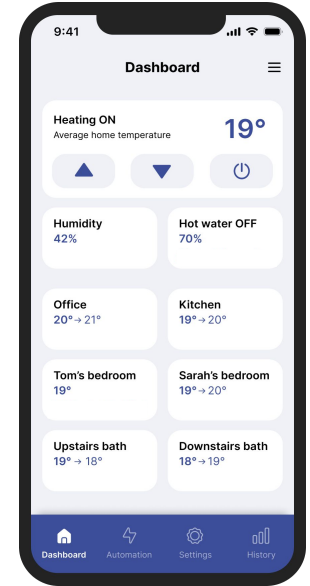 9:41
Dashboard
Heating ON
Average home temperature
19°
Humidity
42%
Hot water OFF
70%
Office
20° → 21°
Kitchen
19° → 20°
Tom's bedroom
19°
Sarah's bedroom
19° → 20°
Upstairs bath
19° → 18°
Downstairs bath
18° → 19°
Dashboard
Automation
Settings
History